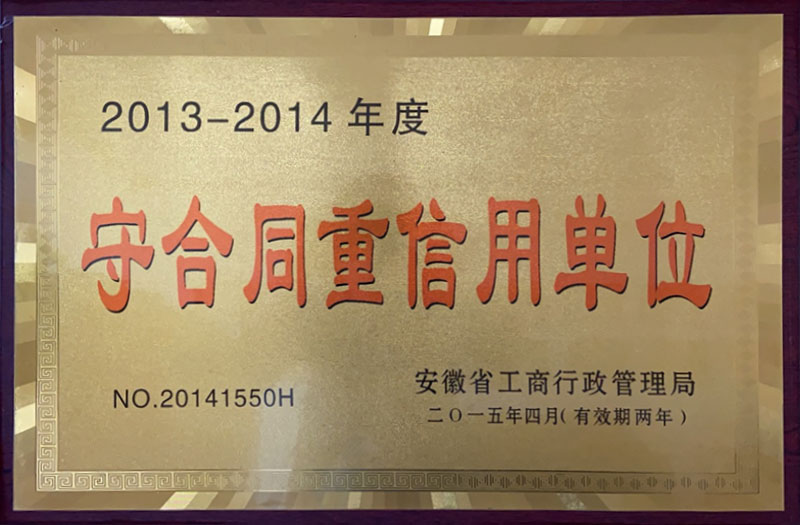 2013-2014 年度
守合同重信用单位
NO.20141550H
安徽省工商行政管理局
二〇一五年四月(有效期两年)